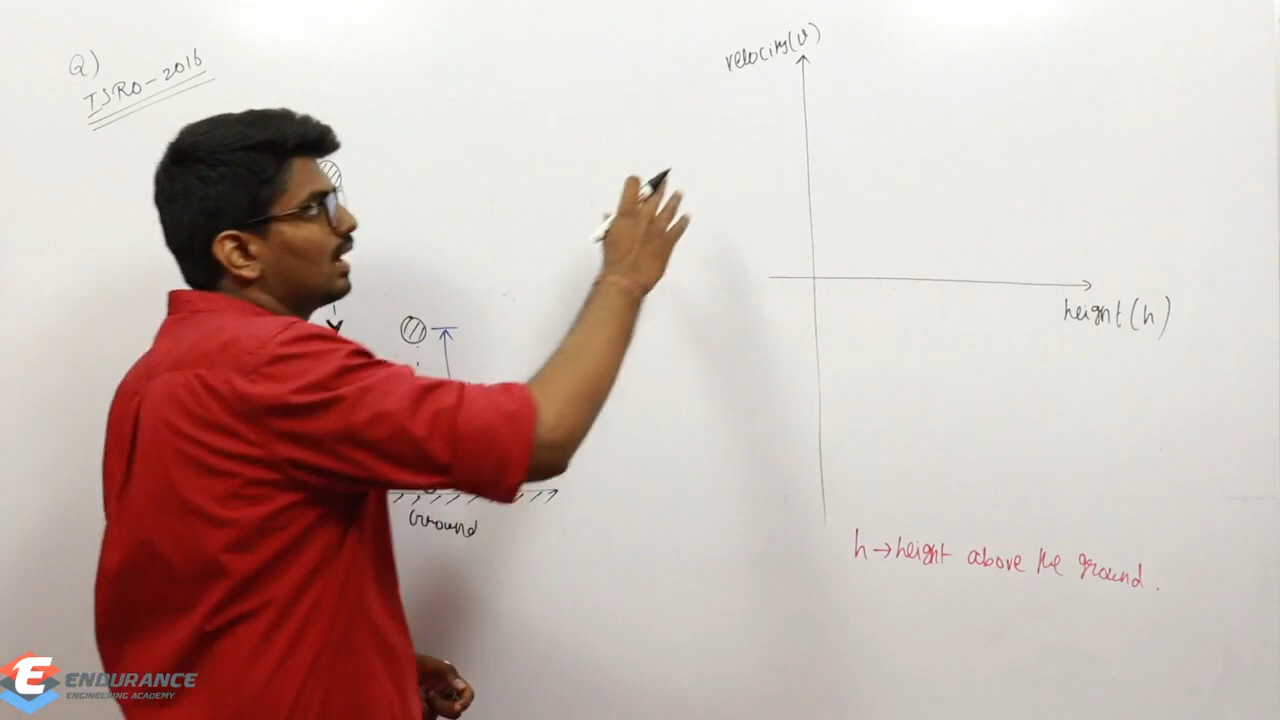 Q)
ISRO-2016
velocity(v)
height(h)
Ground
h→height above the ground.
E ENDURANCE
ENGINEERING ACADEMY